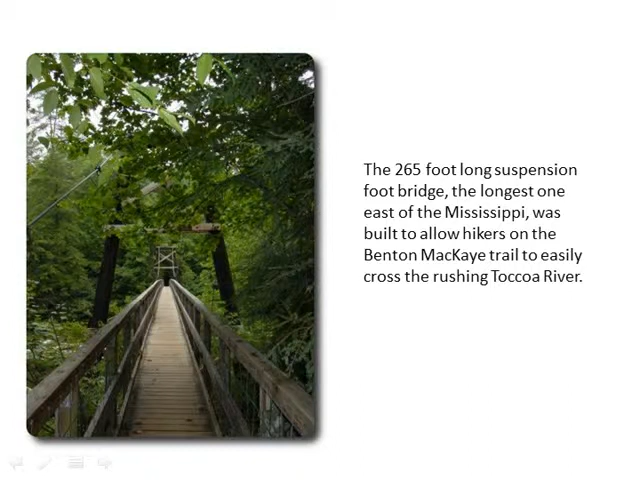 The 265 foot long suspension
foot bridge, the longest one
east of the Mississippi, was
built to allow hikers on the
Benton MacKaye trail to easily
cross the rushing Toccoa River.